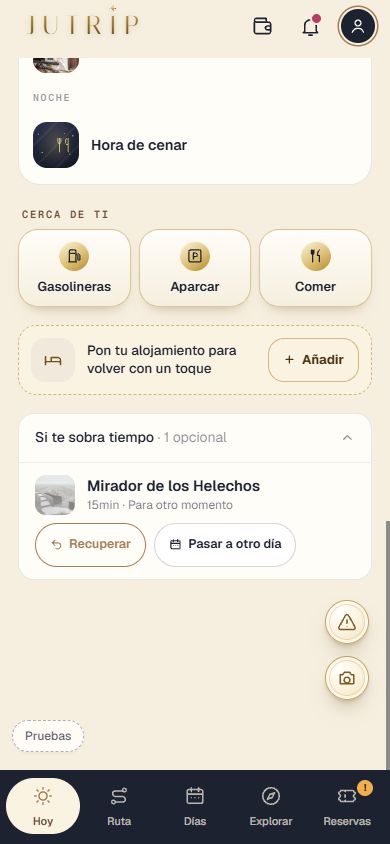 JUTRIP
NOCHE
Hora de cenar
CERCA DE TI
Gasolineras
Aparcar
Comer
Pon tu alojamiento para
volver con un toque
+ Añadir
Si te sobra tiempo · 1 opcional
Mirador de los Helechos
15min · Para otro momento
Recuperar
Pasar a otro día
Pruebas
Hoy
Ruta
Días
Explorar
Reservas